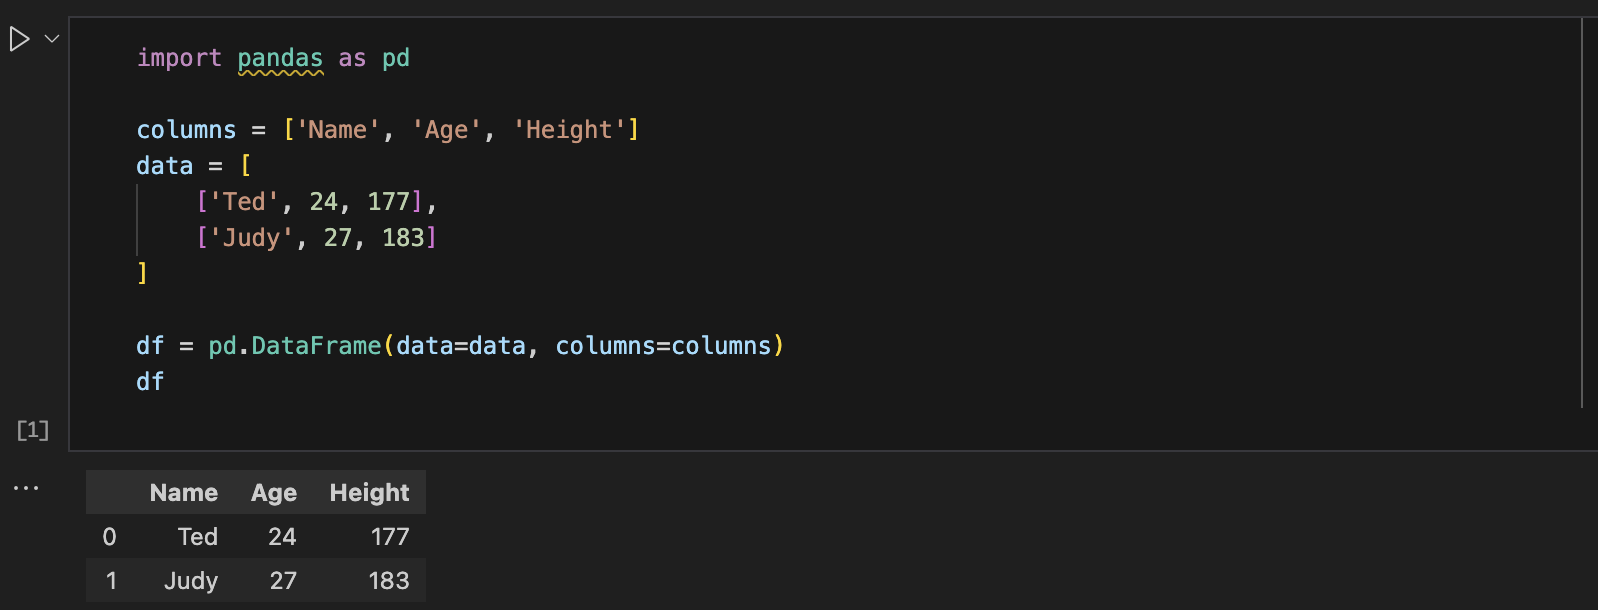 import pandas as pd
columns = ['Name', 'Age', 'Height']
data = [
    ['Ted', 24, 177],
    ['Judy', 27, 183]
]
df = pd.DataFrame(data=data, columns=columns)
df
[1]
...
Name Age Height
0 Ted 24 177
1 Judy 27 183